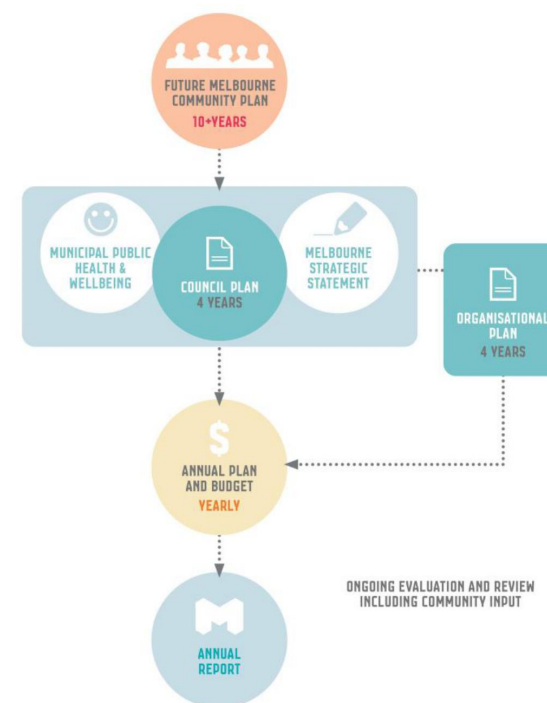 FUTURE MELBOURNE
COMMUNITY PLAN
10+YEARS
MUNICIPAL PUBLIC
HEALTH &
WELLBEING
COUNCIL PLAN
4 YEARS
MELBOURNE
STRATEGIC
STATEMENT
ORGANISATIONAL
PLAN
4 YEARS
$
ANNUAL PLAN
AND BUDGET
YEARLY
ONGOING EVALUATION AND REVIEW
INCLUDING COMMUNITY INPUT
M
ANNUAL
REPORT